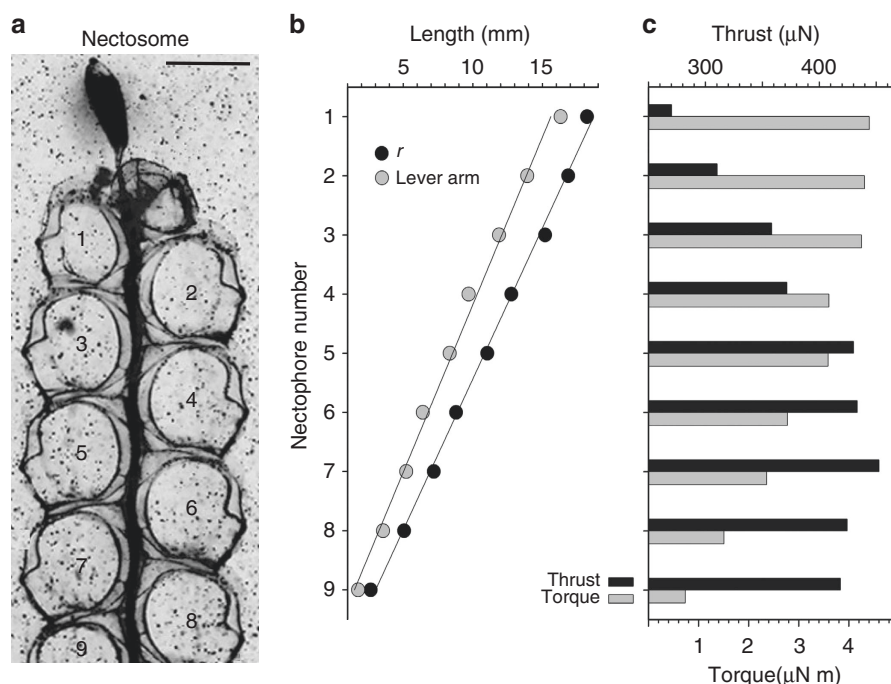 a
Nectosome
1
2
3
4
5
6
7
8
9
b
Length (mm)
5 10 15
Nectophore number
1
2
3
4
5
6
7
8
9
r
Lever arm
c
Thrust (μN)
300 400
Thrust
Torque
1 2 3 4
Torque(μN m)